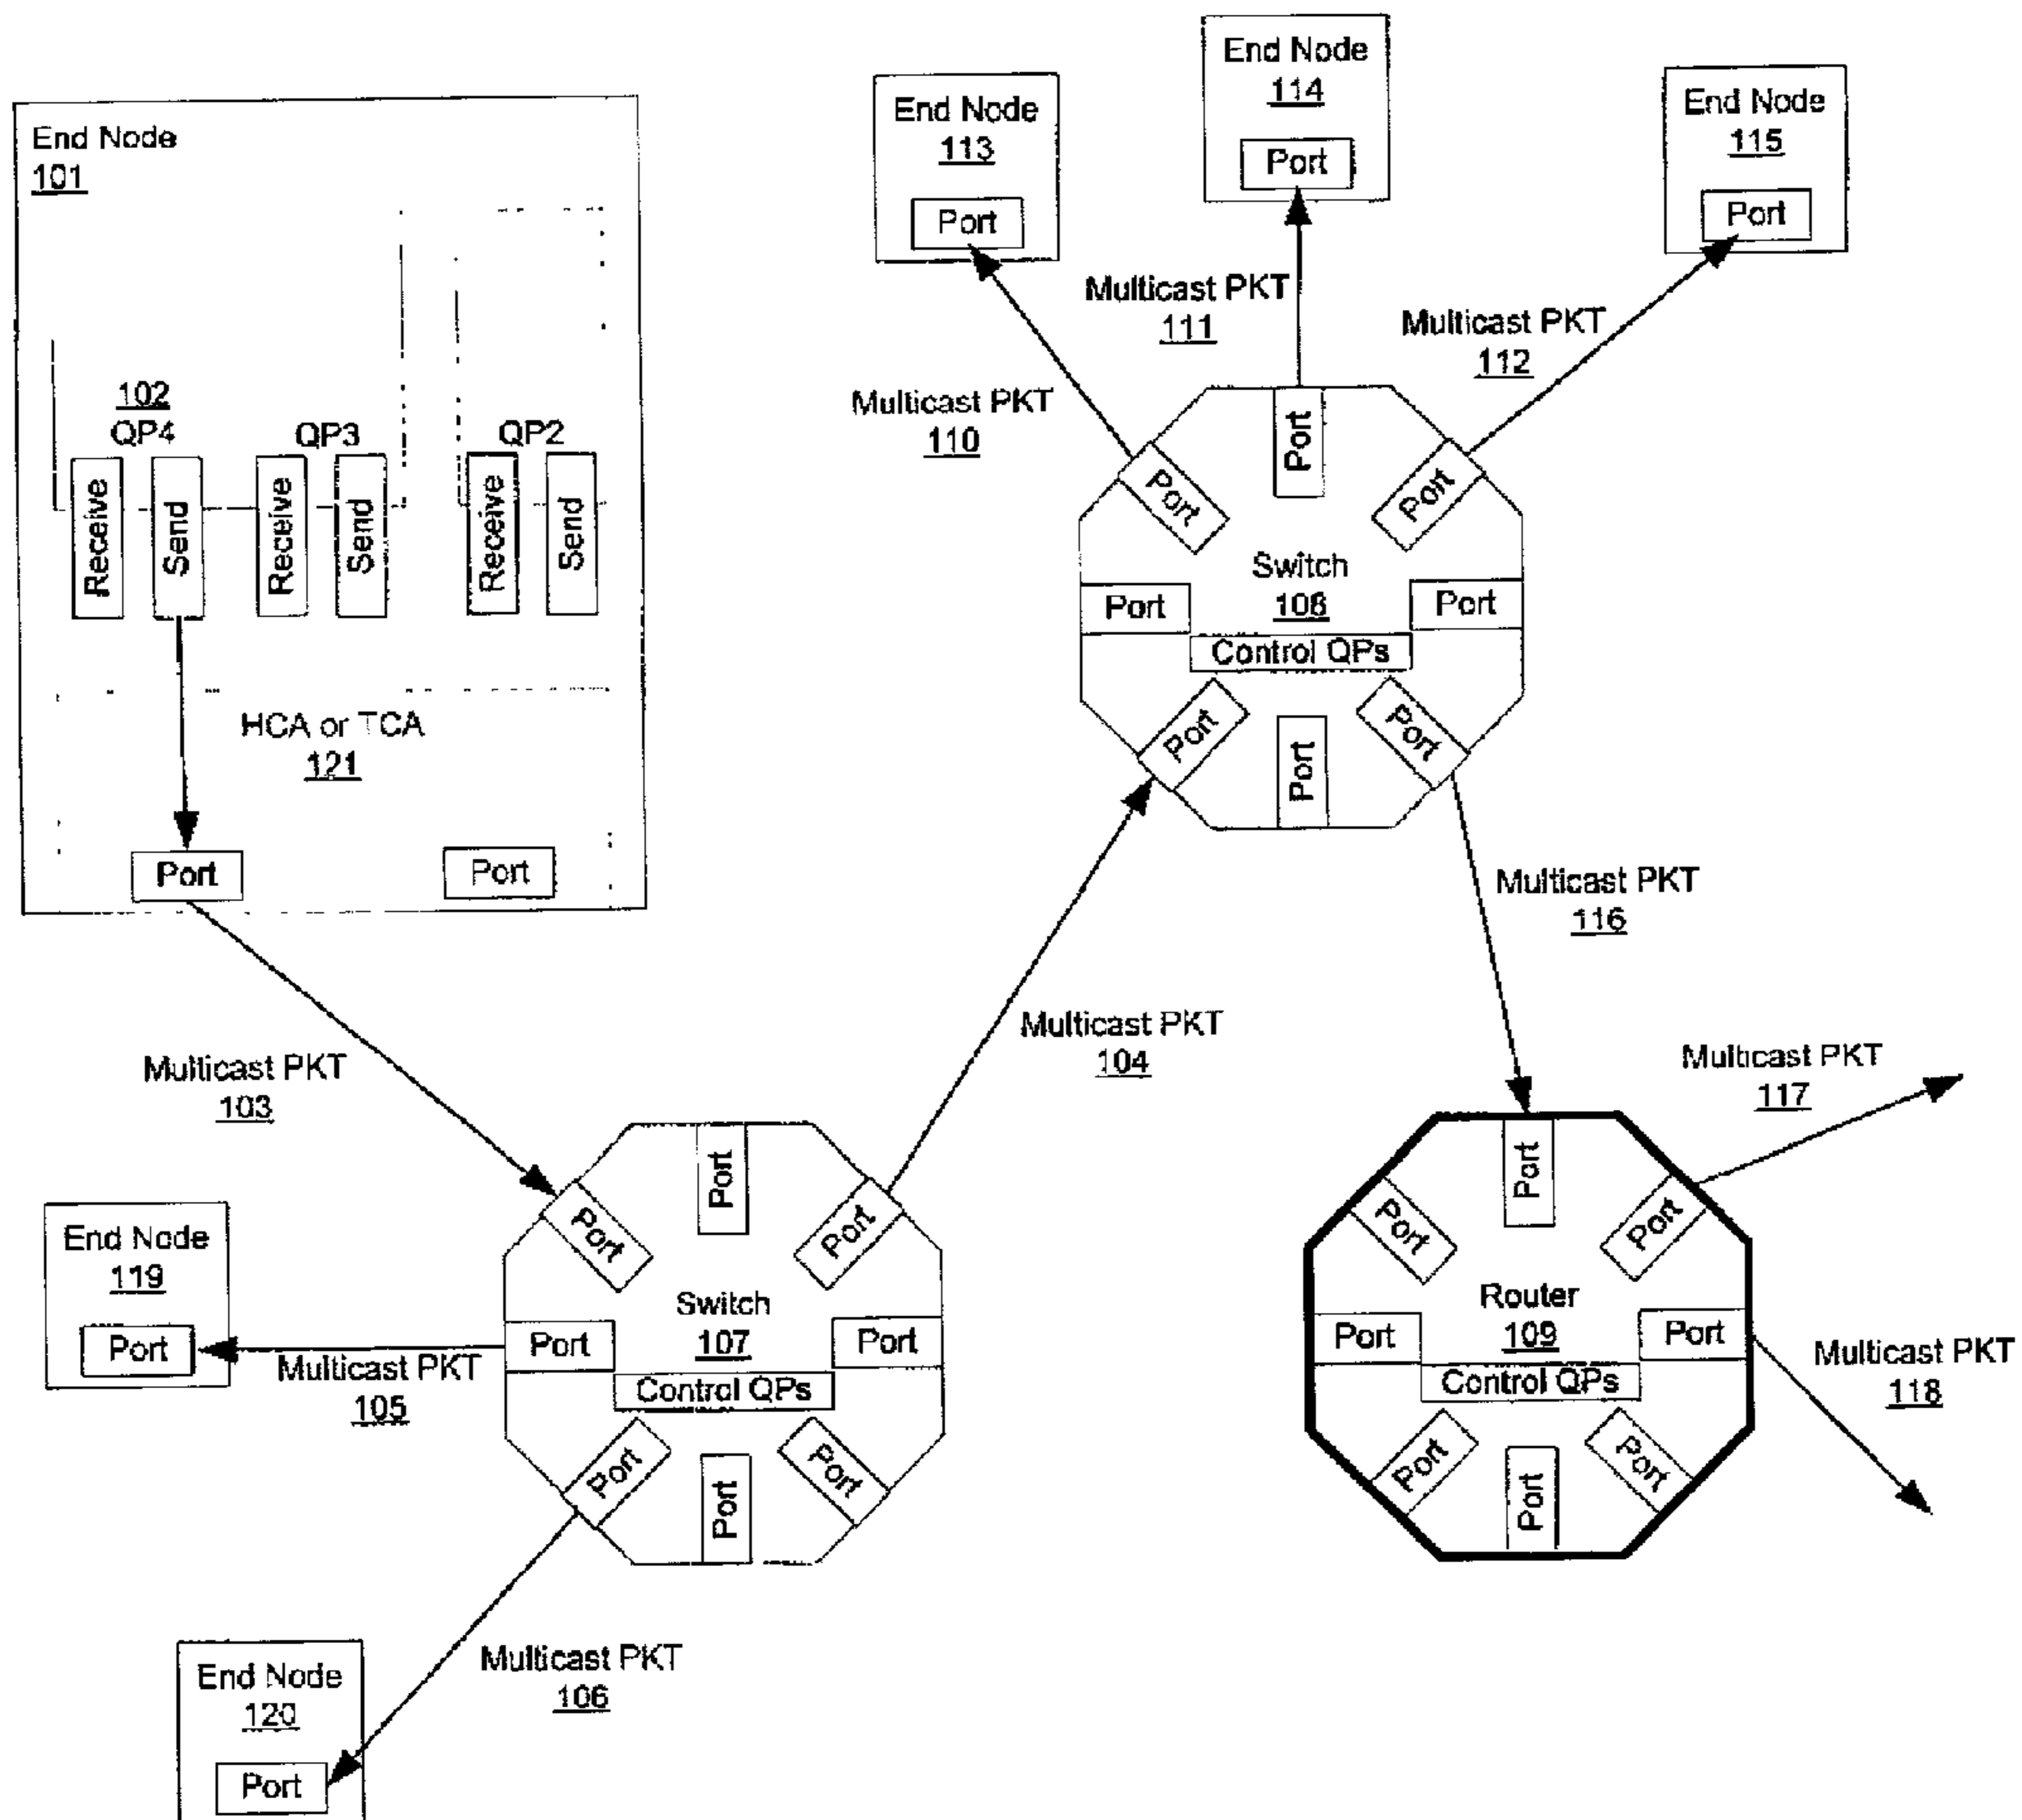 End Node
101
102
QP4
QP3
QP2
Receive
Send
Receive
Send
Receive
Send
HCA or TCA
121
Port
Port
Multicast PKT
103
End Node
113
Port
End Node
114
Port
End Node
115
Port
Multicast PKT
110
Multicast PKT
111
Multicast PKT
112
Port
Port
Port
Switch
108
Port
Port
Control QPs
Port
Port
Port
Multicast PKT
104
Multicast PKT
116
End Node
119
Port
Multicast PKT
105
Port
Port
Port
Switch
107
Port
Port
Control QPs
Port
Port
Port
Multicast PKT
106
End Node
120
Port
Port
Port
Port
Router
109
Port
Port
Control QPs
Port
Port
Port
Multicast PKT
117
Multicast PKT
118